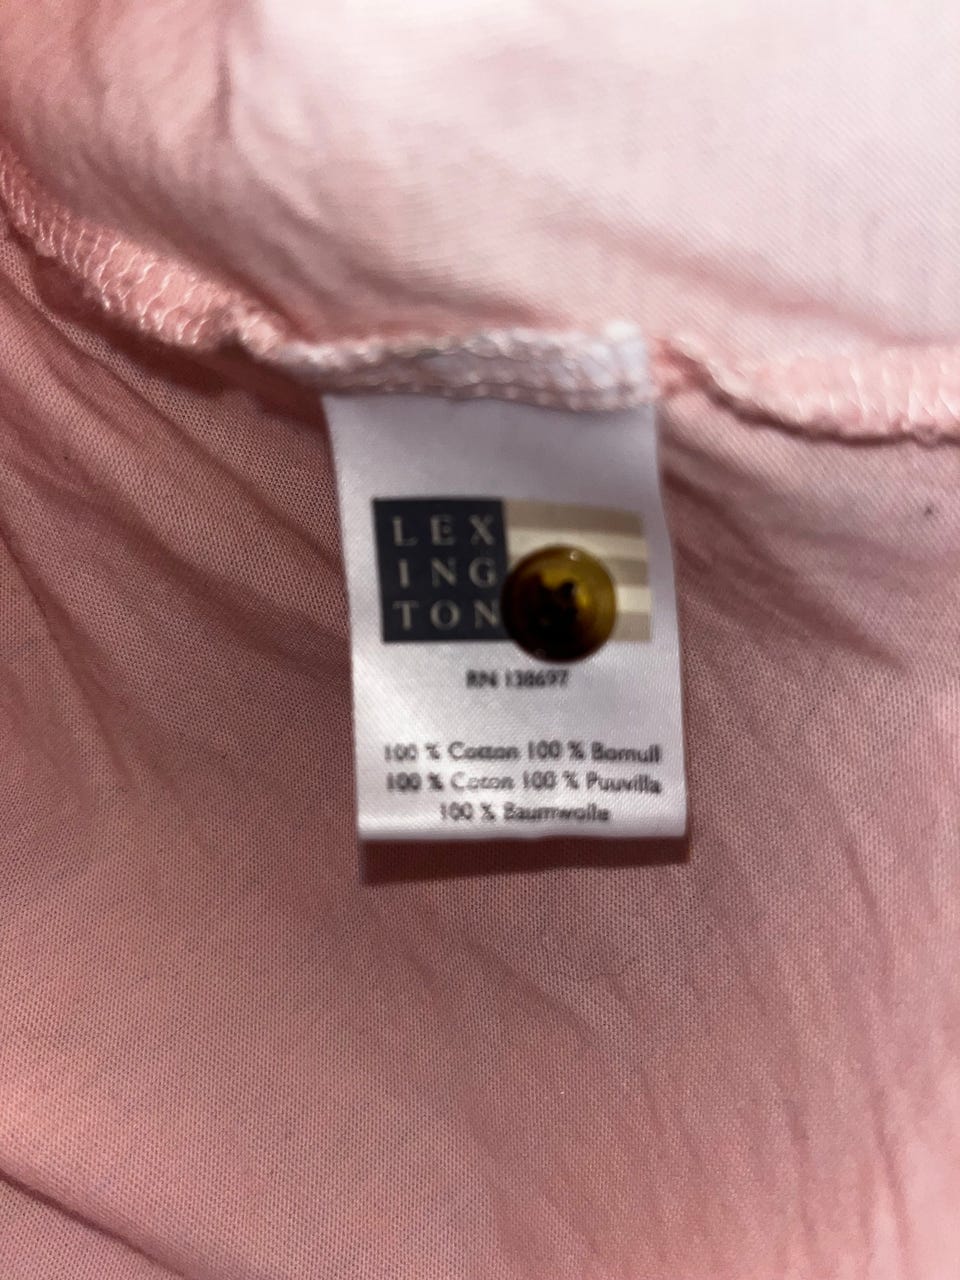 LEX
ING
TON
RN 138697
100 % Cotton 100 % Bomull
100 % Coton 100 % Puuvilla
100 % Baumwolle